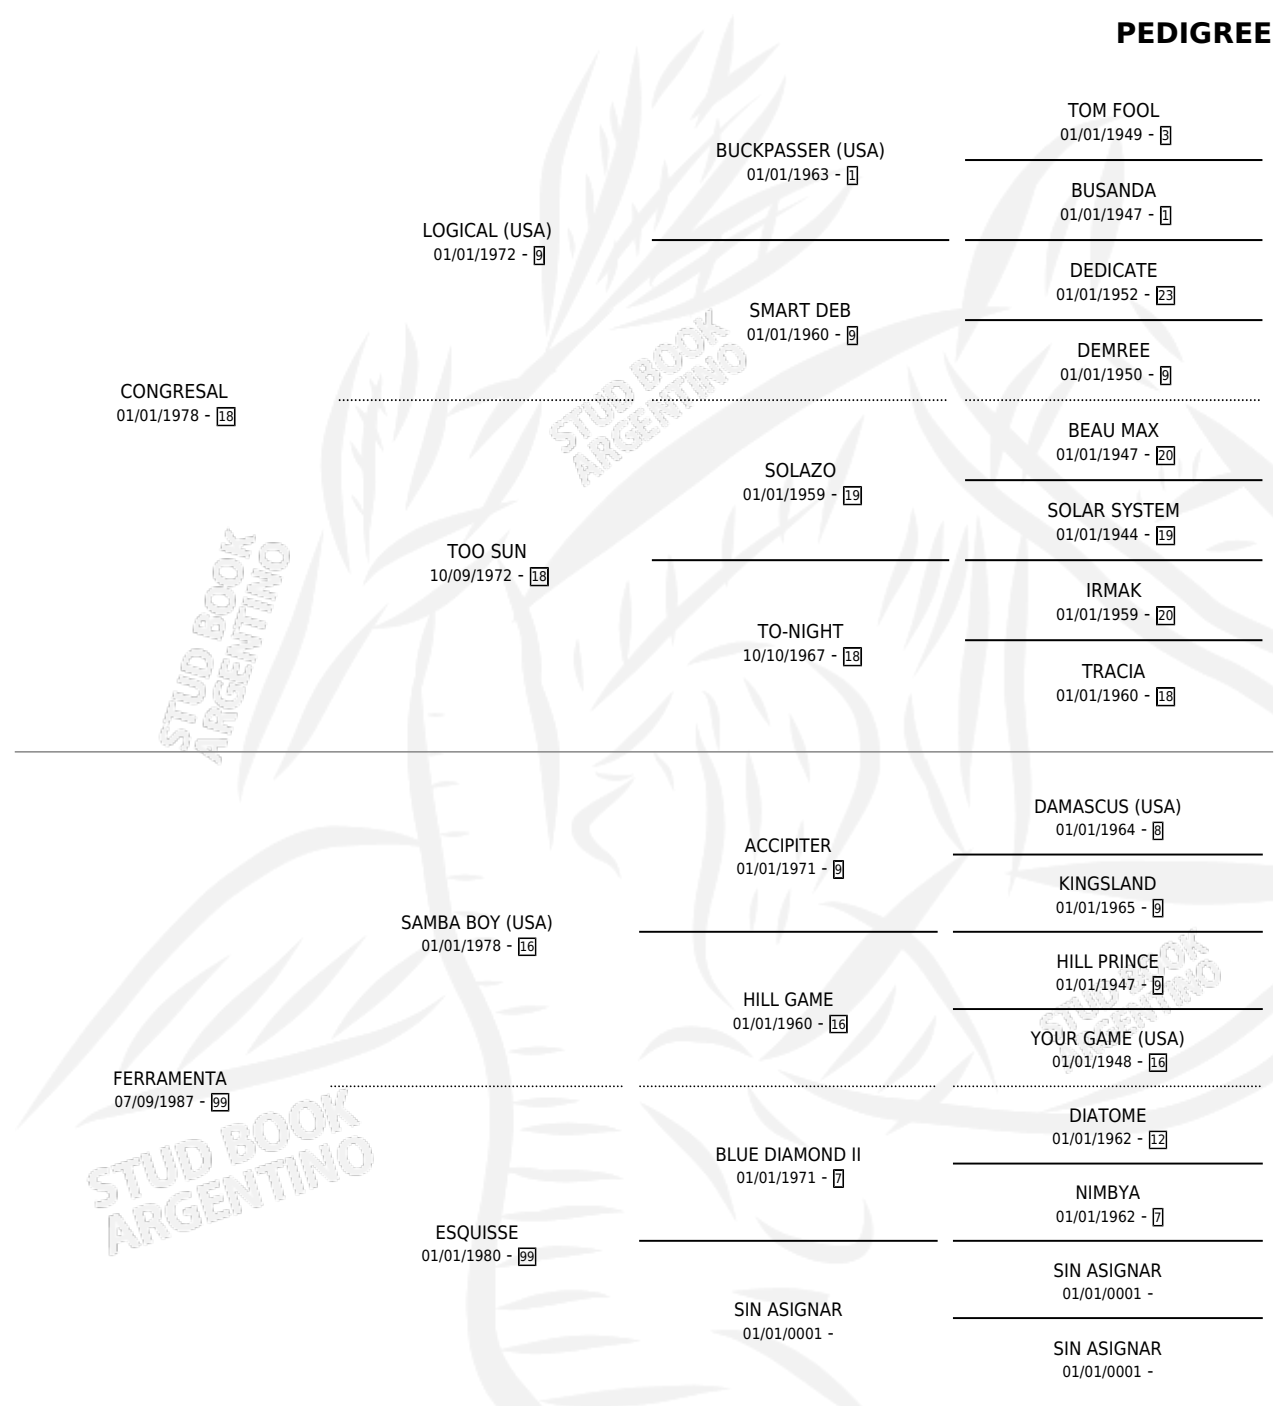 PEDIGREE
TOM FOOL
01/01/1949 - 3
BUCKPASSER (USA)
01/01/1963 - 1
BUSANDA
01/01/1947 - 1
LOGICAL (USA)
01/01/1972 - 9
DEDICATE
01/01/1952 - 23
SMART DEB
01/01/1960 - 9
DEMREE
01/01/1950 - 9
CONGRESAL
01/01/1978 - 18
BEAU MAX
01/01/1947 - 20
SOLAZO
01/01/1959 - 19
SOLAR SYSTEM
01/01/1944 - 19
TOO SUN
10/09/1972 - 18
IRMAK
01/01/1959 - 20
TO-NIGHT
10/10/1967 - 18
TRACIA
01/01/1960 - 18
DAMASCUS (USA)
01/01/1964 - 8
ACCIPITER
01/01/1971 - 9
KINGSLAND
01/01/1965 - 9
SAMBA BOY (USA)
01/01/1978 - 16
HILL PRINCE
01/01/1947 - 9
HILL GAME
01/01/1960 - 16
YOUR GAME (USA)
01/01/1948 - 16
FERRAMENTA
07/09/1987 - 99
DIATOME
01/01/1962 - 12
BLUE DIAMOND II
01/01/1971 - 7
NIMBYA
01/01/1962 - 7
ESQUISSE
01/01/1980 - 99
SIN ASIGNAR
01/01/0001 -
SIN ASIGNAR
01/01/0001 -
SIN ASIGNAR
01/01/0001 -
STUD BOOK
ARGENTINO
STUD BOOK
ARGENTINO
STUD BOOK
ARGENTINO
STUD BOOK
ARGENTINO